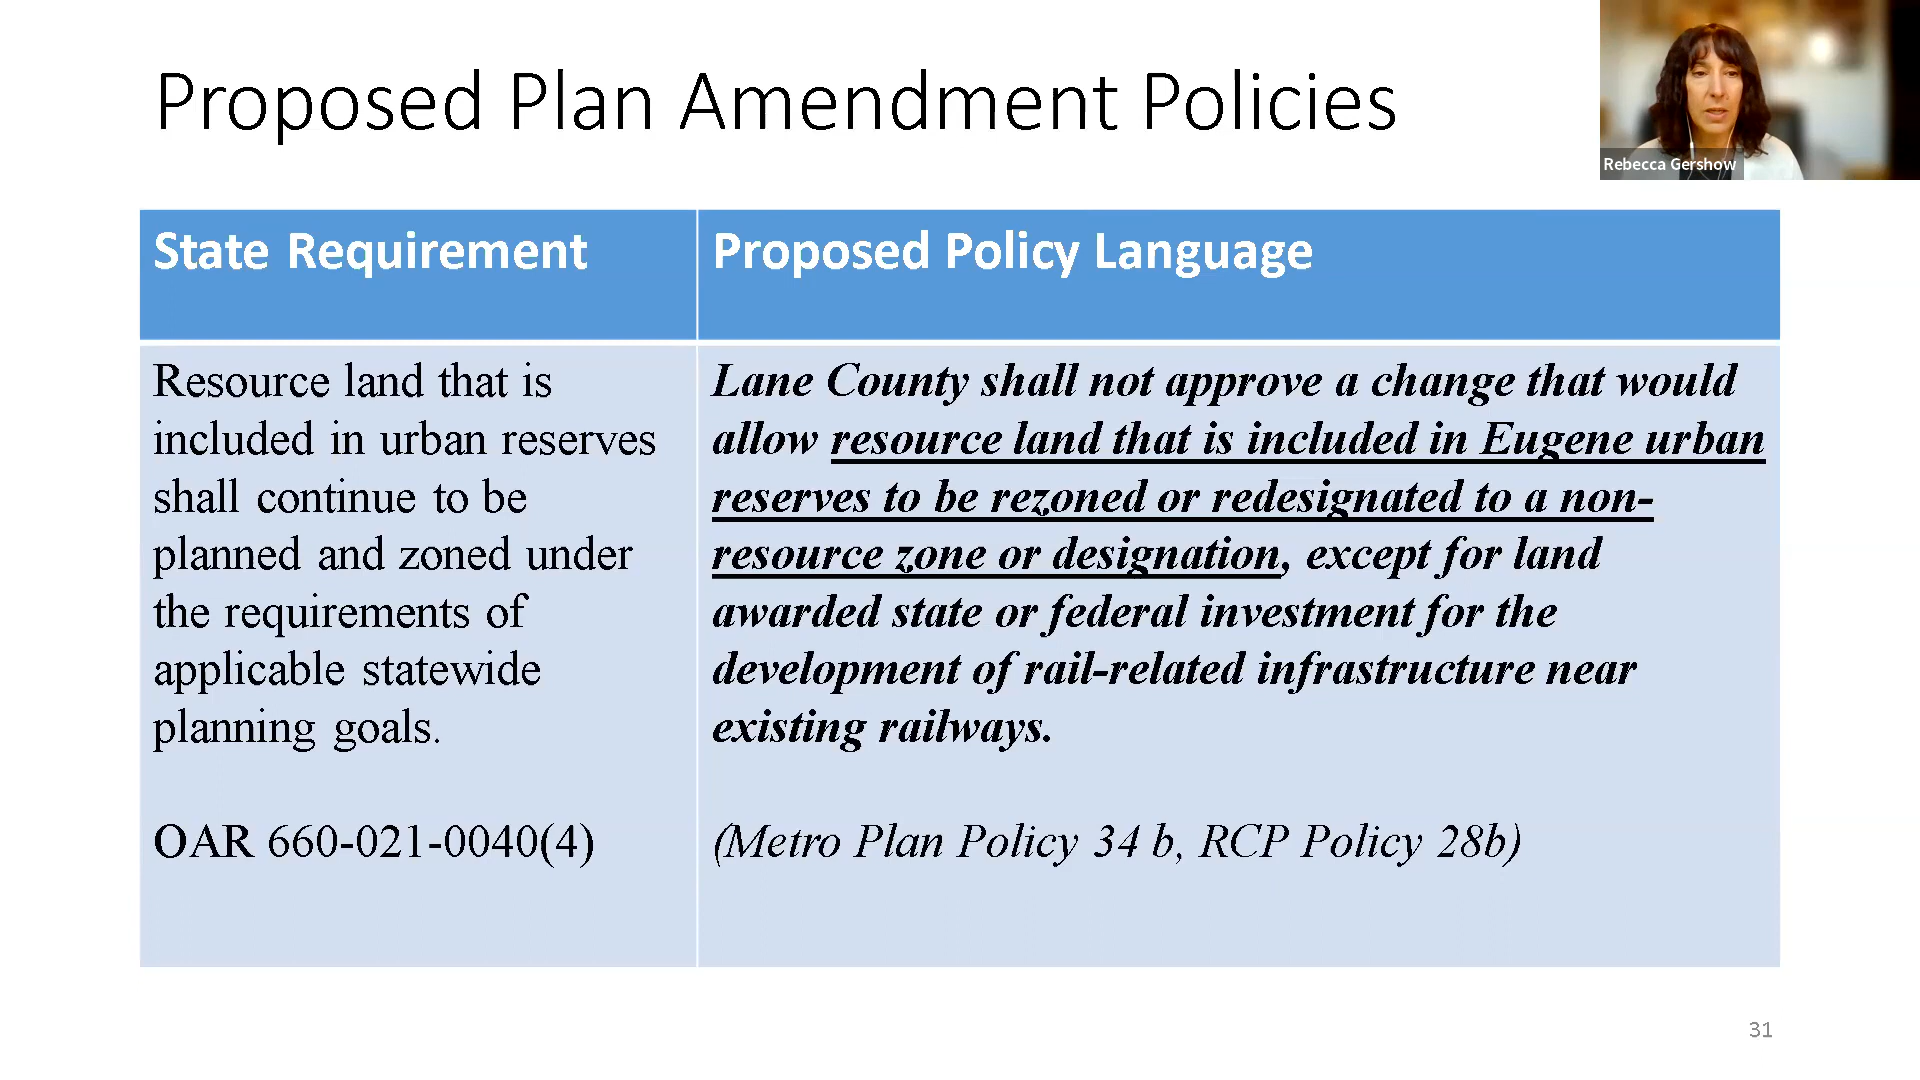 Proposed Plan Amendment Policies
Rebecca Gershow
State Requirement
Proposed Policy Language
Resource land that is
included in urban reserves
shall continue to be
planned and zoned under
the requirements of
applicable statewide
planning goals.
OAR 660-021-0040(4)
Lane County shall not approve a change that would
allow resource land that is included in Eugene urban
reserves to be rezoned or redesignated to a non-
resource zone or designation, except for land
awarded state or federal investment for the
development of rail-related infrastructure near
existing railways.
(Metro Plan Policy 34 b, RCP Policy 28b)
31